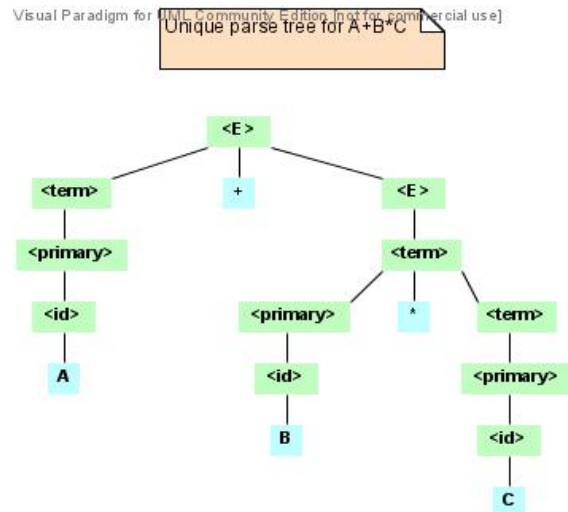 Visual Paradigm for UML Community Edition [not for commercial use]
Unique parse tree for A+B*C
<E>
<term> + <E>
<primary> <term>
<id> <primary> * <term>
A <id> <primary>
B <id>
C